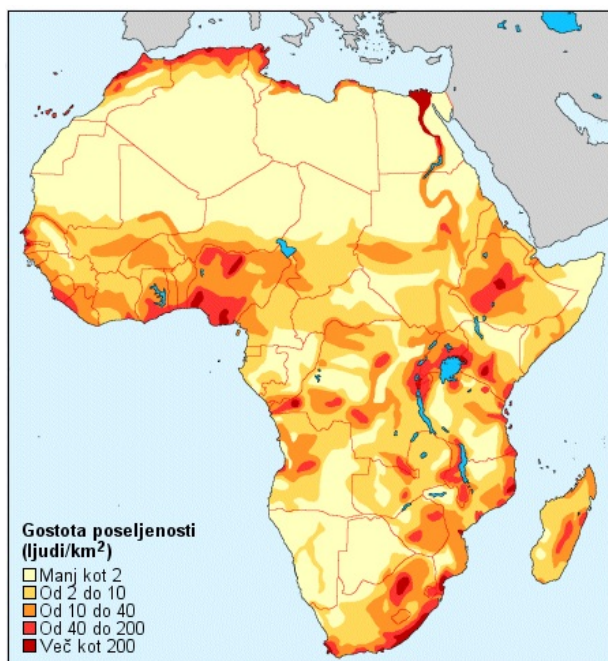 Gostota poseljenosti
(ljudi/km²)
Manj kot 2
Od 2 do 10
Od 10 do 40
Od 40 do 200
Več kot 200